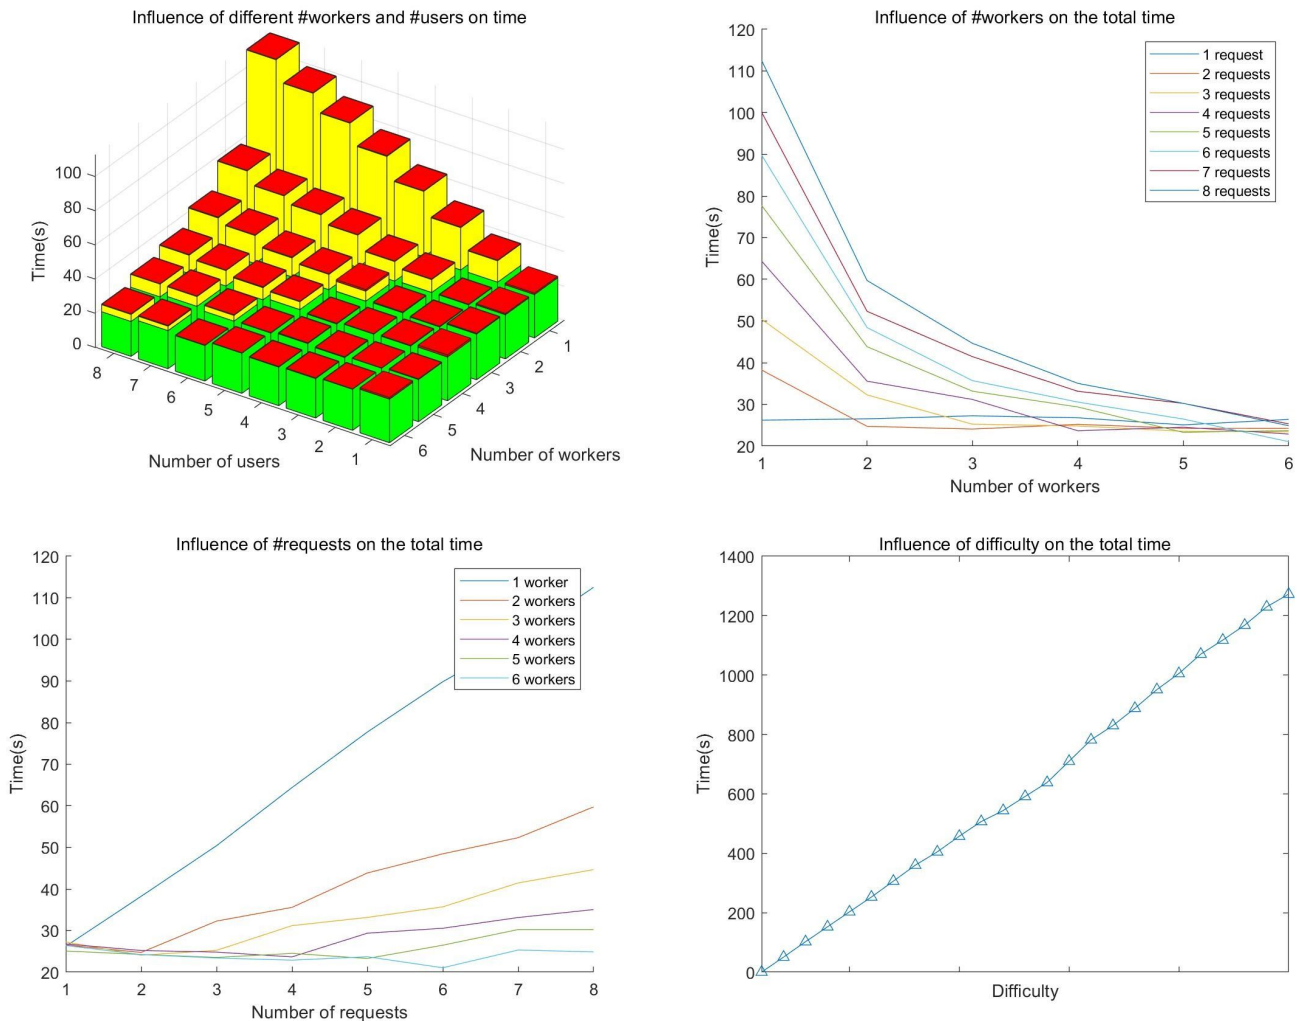 Influence of different #workers and #users on time
Time(s)
100
80
60
40
20
0
8
7
6
5
4
3
2
1
Number of users
6
5
4
3
2
1
Number of workers
Influence of #workers on the total time
Time(s)
120
110
100
90
80
70
60
50
40
30
20
1 request
2 requests
3 requests
4 requests
5 requests
6 requests
7 requests
8 requests
1 2 3 4 5 6
Number of workers
Influence of #requests on the total time
Time(s)
120
110
100
90
80
70
60
50
40
30
20
1 worker
2 workers
3 workers
4 workers
5 workers
6 workers
1 2 3 4 5 6 7 8
Number of requests
Influence of difficulty on the total time
Time(s)
1400
1200
1000
800
600
400
200
0
Difficulty